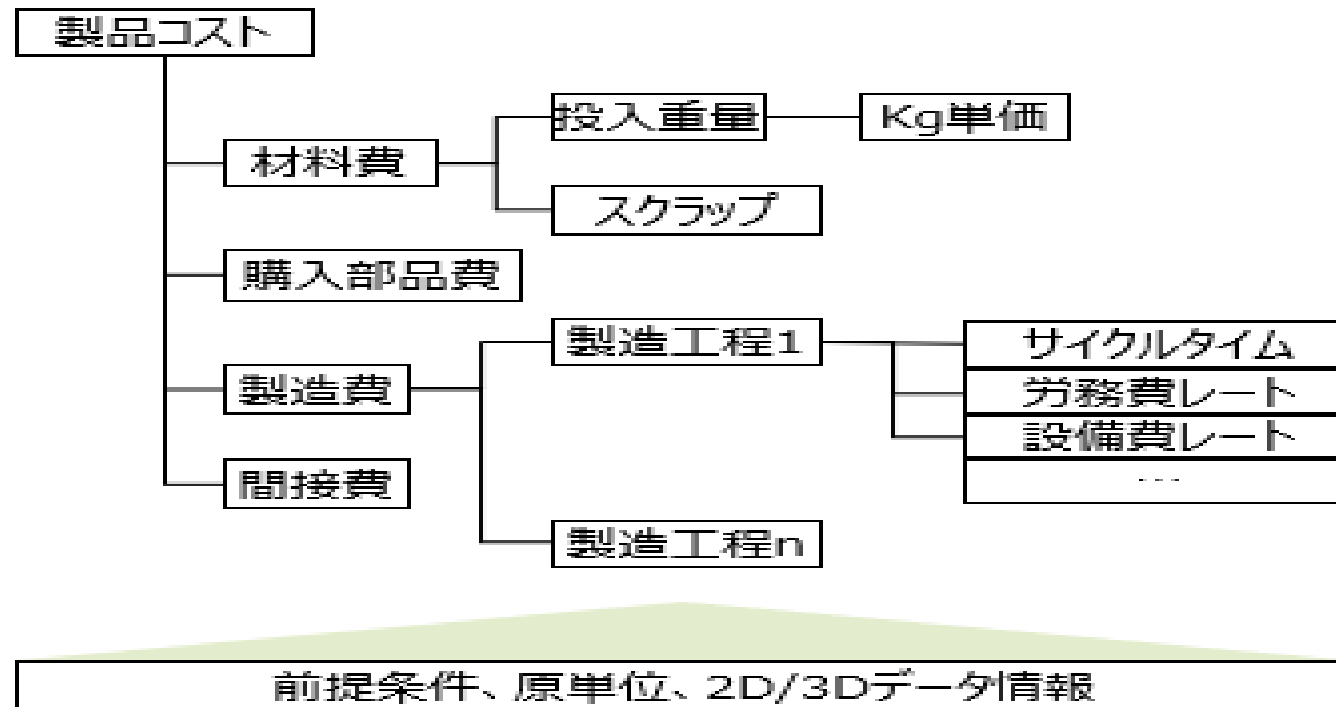 製品コスト
投入重量
Kg単価
材料費
スクラップ
購入部品費
製造工程1
サイクルタイム
製造費
労務費レート
設備費レート
間接費
...
製造工程n
前提条件、原単位、2D/3Dデータ情報